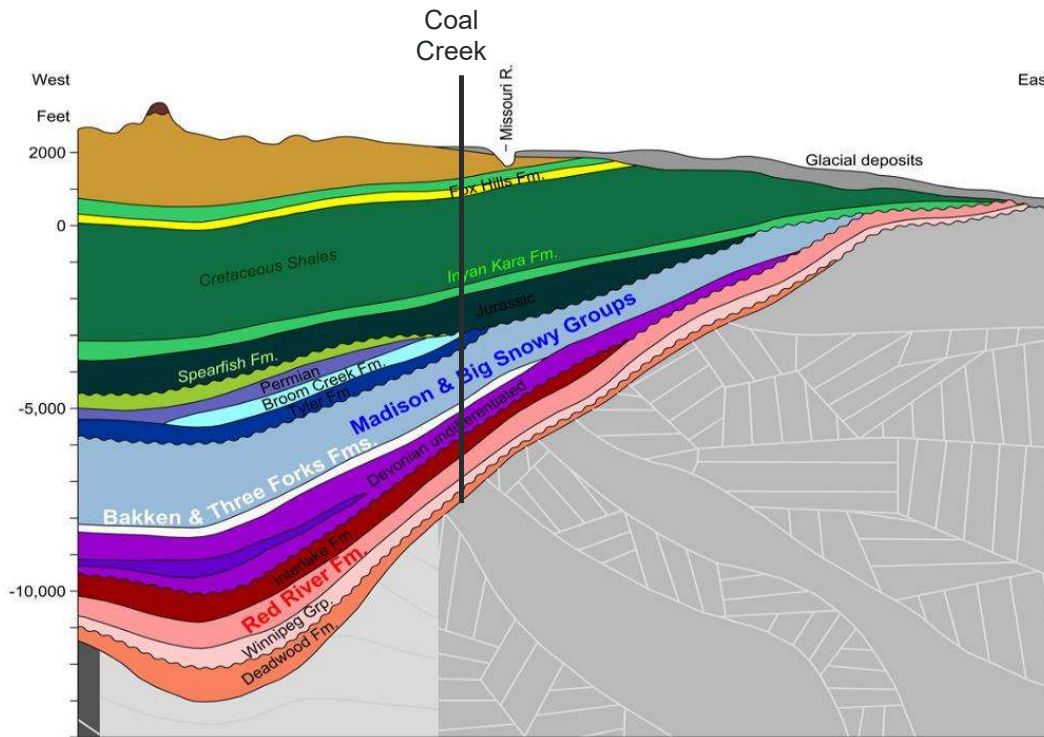 Coal
Creek
West
Eas
Feet
– Missouri R.
2000
Glacial deposits
Fox Hills Fm.
0
Cretaceous Shales
Inyan Kara Fm.
Jurassic
Spearfish Fm.
Permian
Broom Creek Fm.
Tyler Fm.
Madison & Big Snowy Groups
-5,000
Devonian undifferentiated
Bakken & Three Forks Fms.
Interlake Fm.
-10,000
Red River Fm.
Winnipeg Grp.
Deadwood Fm.